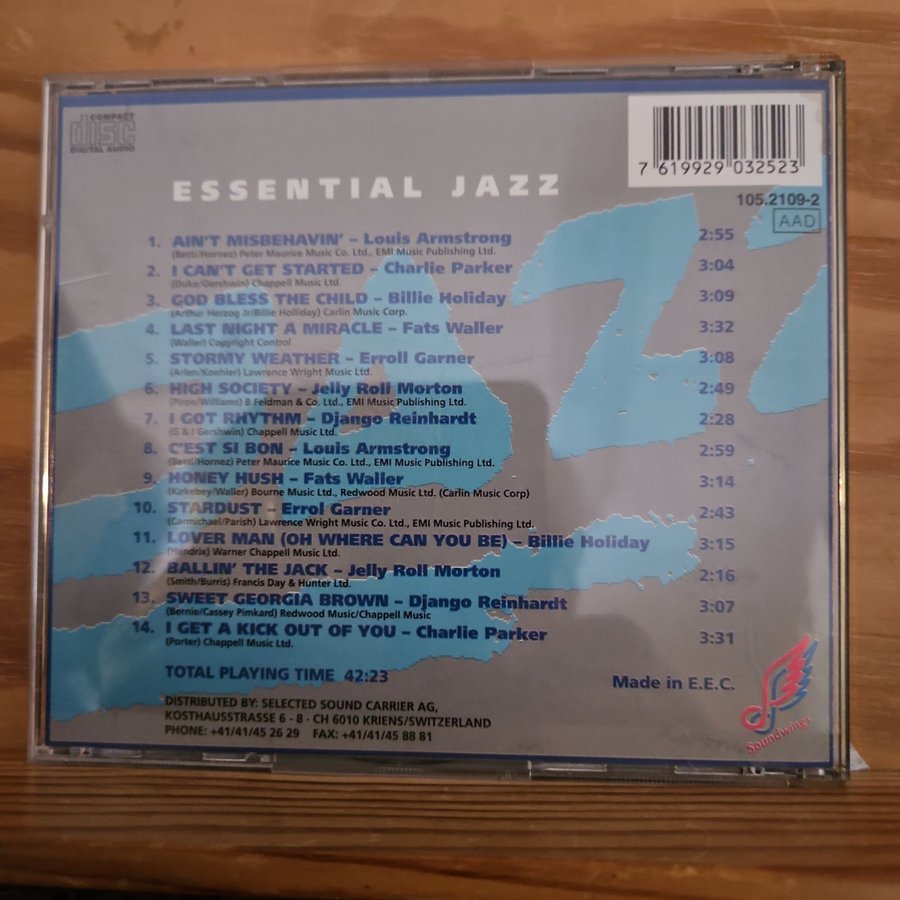 COMPACT
disc
DIGITAL AUDIO
7 619929 032523
105.2109-2
AAD
ESSENTIAL JAZZ
1. AIN'T MISBEHAVIN' – Louis Armstrong 2:55
(Betti/Hornez) Peter Maurice Music Co. Ltd., EMI Music Publishing Ltd.
2. I CAN'T GET STARTED – Charlie Parker 3:04
(Duke/Gershwin) Chappell Music Ltd.
3. GOD BLESS THE CHILD – Billie Holiday 3:09
(Arthur Herzog Jr/Billie Holliday) Carlin Music Corp.
4. LAST NIGHT A MIRACLE – Fats Waller 3:32
(Waller) Copyright Control
5. STORMY WEATHER – Erroll Garner 3:08
(Arlen/Koehler) Lawrence Wright Music Ltd.
6. HIGH SOCIETY – Jelly Roll Morton 2:49
(Piron/Williams) B Feldman & Co. Ltd., EMI Music Publishing Ltd.
7. I GOT RHYTHM – Django Reinhardt 2:28
(G & I Gershwin) Chappell Music Ltd.
8. C'EST SI BON – Louis Armstrong 2:59
(Betti/Hornez) Peter Maurice Music Co. Ltd., EMI Music Publishing Ltd.
9. HONEY HUSH – Fats Waller 3:14
(Kirkebey/Waller) Bourne Music Ltd., Redwood Music Ltd. (Carlin Music Corp)
10. STARDUST – Errol Garner 2:43
(Carmichael/Parish) Lawrence Wright Music Co. Ltd., EMI Music Publishing Ltd.
11. LOVER MAN (OH WHERE CAN YOU BE) – Billie Holiday 3:15
(Hendrix) Warner Chappell Music Ltd.
12. BALLIN' THE JACK – Jelly Roll Morton 2:16
(Smith/Burris) Francis Day & Hunter Ltd.
13. SWEET GEORGIA BROWN – Django Reinhardt 3:07
(Bernie/Cassey Pimkard) Redwood Music/Chappell Music
14. I GET A KICK OUT OF YOU – Charlie Parker 3:31
(Porter) Chappell Music Ltd.
TOTAL PLAYING TIME 42:23
Made in E.E.C.
DISTRIBUTED BY: SELECTED SOUND CARRIER AG,
KOSTHAUSSTRASSE 6 - 8 · CH 6010 KRIENS/SWITZERLAND
PHONE: +41/41/45 26 29 FAX: +41/41/45 88 81
Soundwings